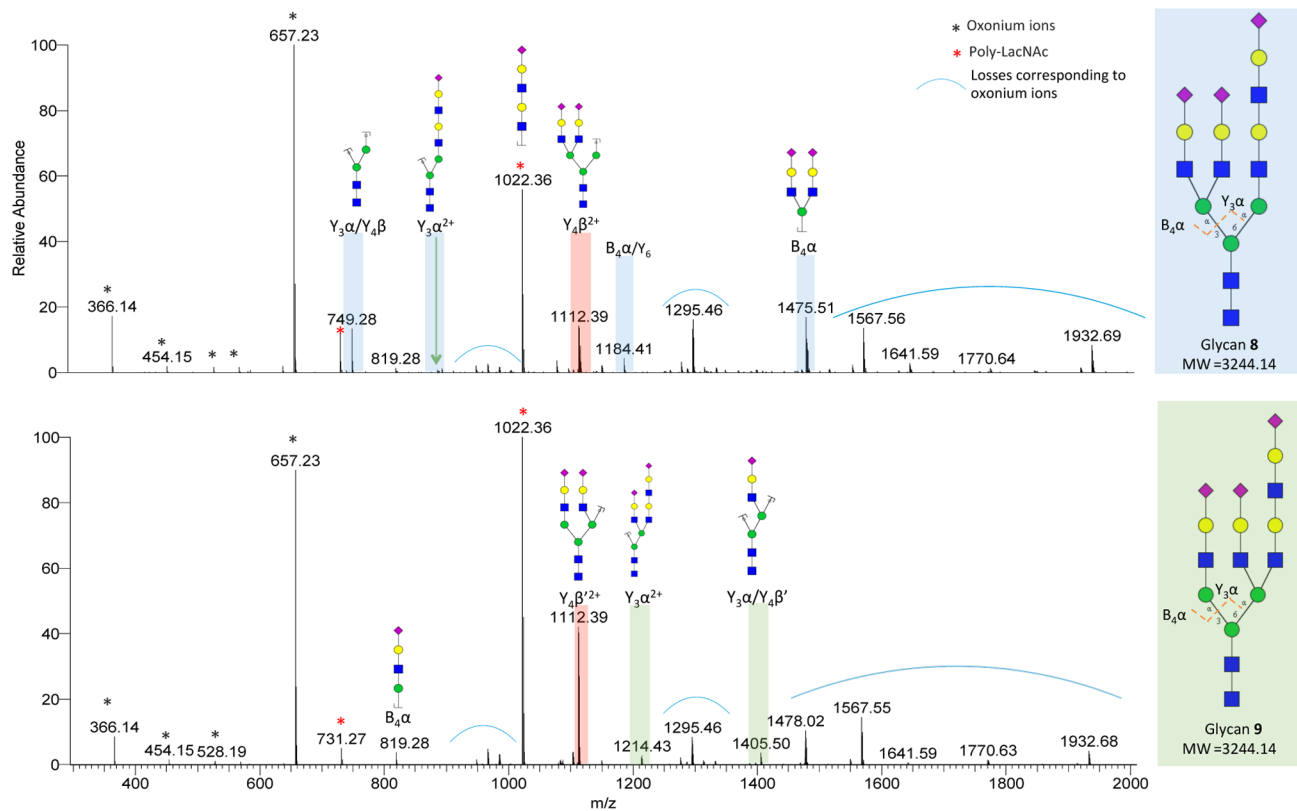 * Oxonium ions
* Poly-LacNAc
Losses corresponding to
oxonium ions
Relative Abundance
100
80
60
40
20
0
*
657.23
*
366.14
*
454.15
*
*
*
749.28
Y₃α/Y₄β
819.28
Y₃α²⁺
*
1022.36
Y₄β²⁺
1112.39
B₄α/Y₆
1184.41
1295.46
B₄α
1475.51
1567.56
1641.59
1770.64
1932.69
B₄α
Y₃α
α
3
α
6
Glycan 8
MW =3244.14
100
80
60
40
20
0
*
657.23
*
1022.36
*
366.14
*
454.15
*
528.19
*
731.27
B₄α
819.28
Y₄β'²⁺
1112.39
Y₃α²⁺
1214.43
1295.46
Y₃α/Y₄β'
1405.50
1478.02
1567.55
1641.59
1770.63
1932.68
400
600
800
1000
1200
1400
1600
1800
2000
m/z
B₄α
Y₃α
α
3
α
6
Glycan 9
MW =3244.14